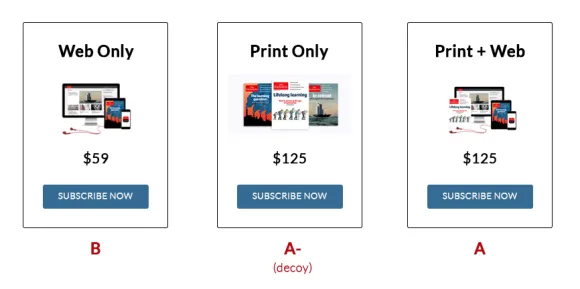 Web Only
Print Only
Print + Web
Lifelong learning
$59
$125
$125
SUBSCRIBE NOW
SUBSCRIBE NOW
SUBSCRIBE NOW
B
A-
A
(decoy)